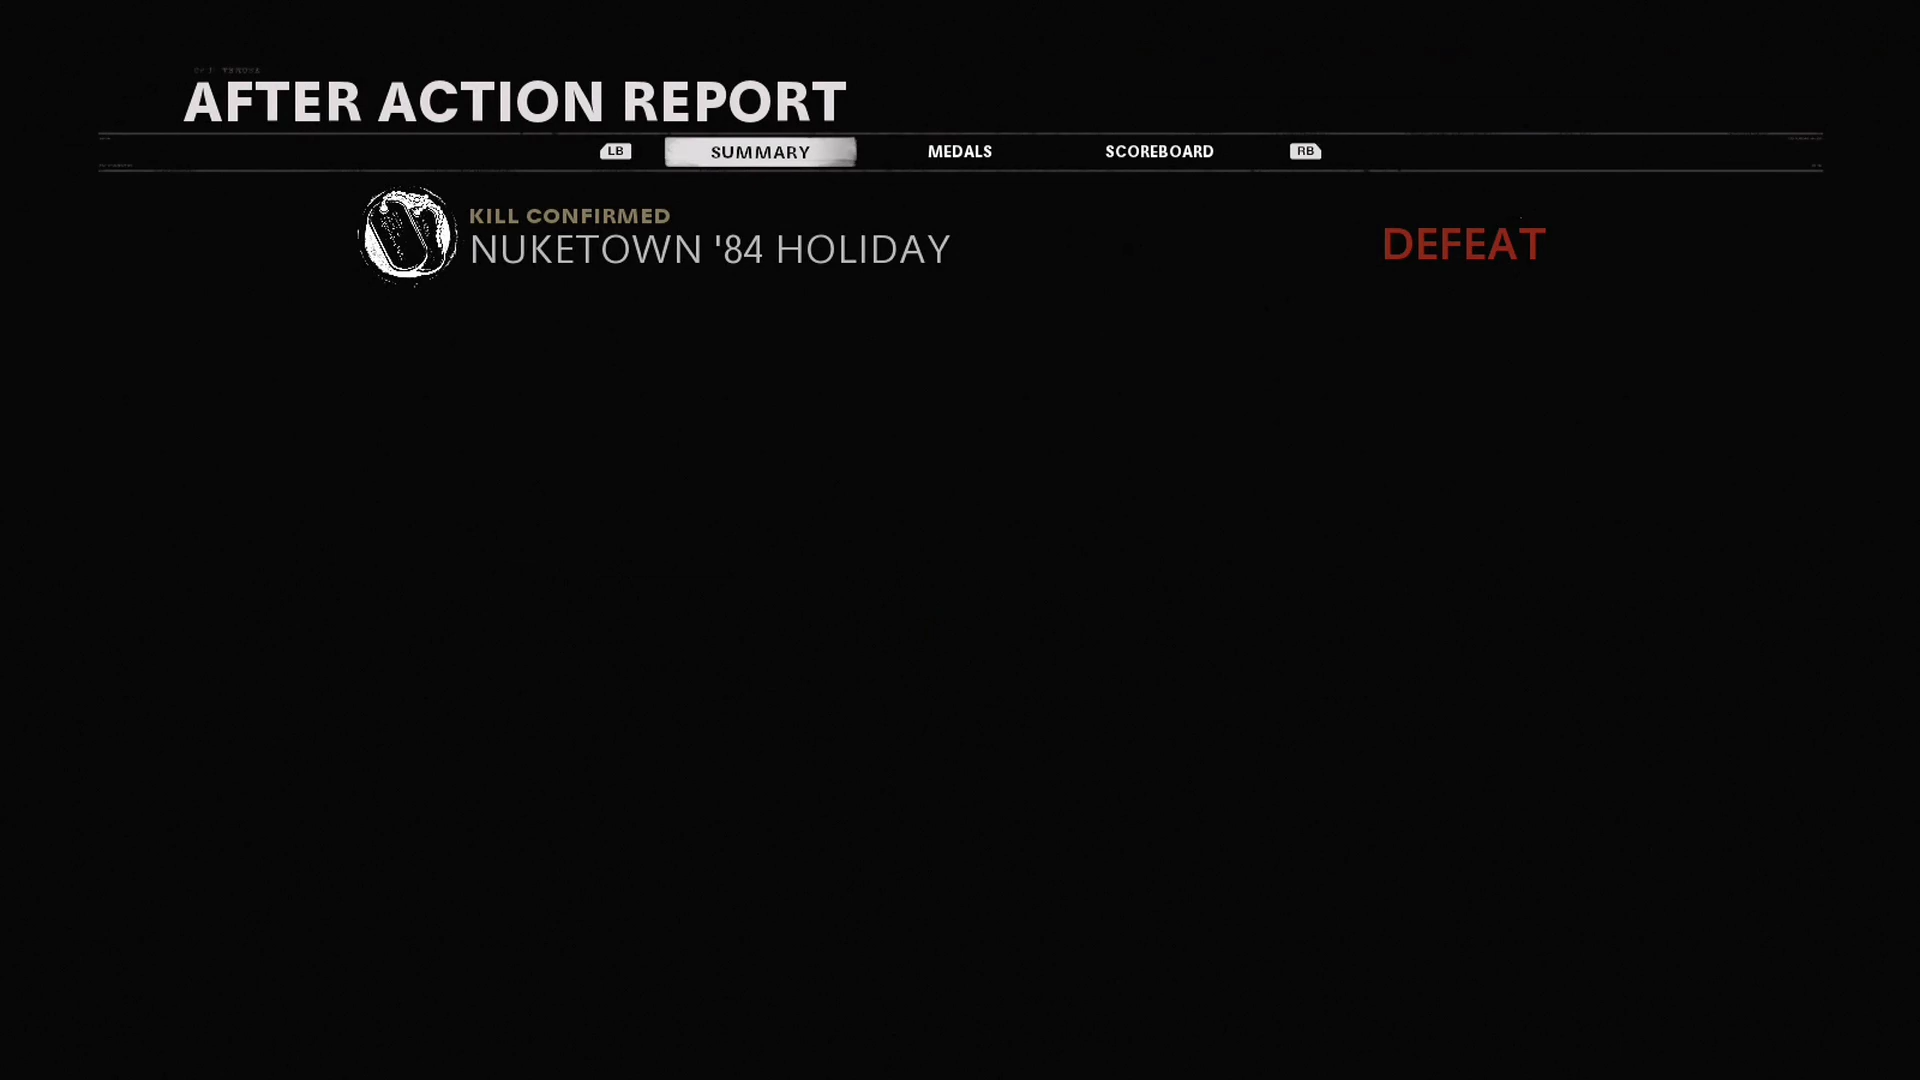 AFTER ACTION REPORT
LB SUMMARY MEDALS SCOREBOARD RB
KILL CONFIRMED
NUKETOWN '84 HOLIDAY
DEFEAT